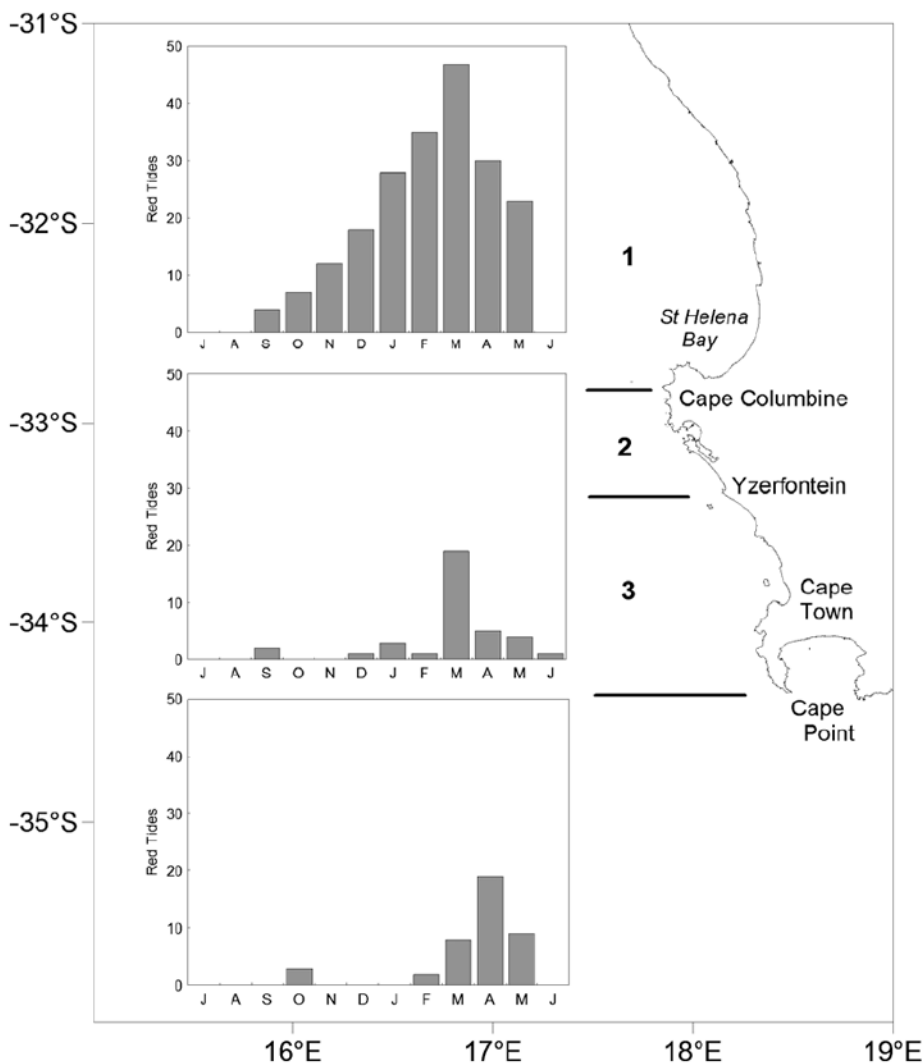 -31°S
-32°S
-33°S
-34°S
-35°S
16°E 17°E 18°E 19°E
50
40
30
20
10
0
Red Tides
J A S O N D J F M A M J
50
40
30
20
10
0
Red Tides
J A S O N D J F M A M J
50
40
30
20
10
0
Red Tides
J A S O N D J F M A M J
1
St Helena
Bay
Cape Columbine
2
Yzerfontein
3
Cape
Town
Cape
Point